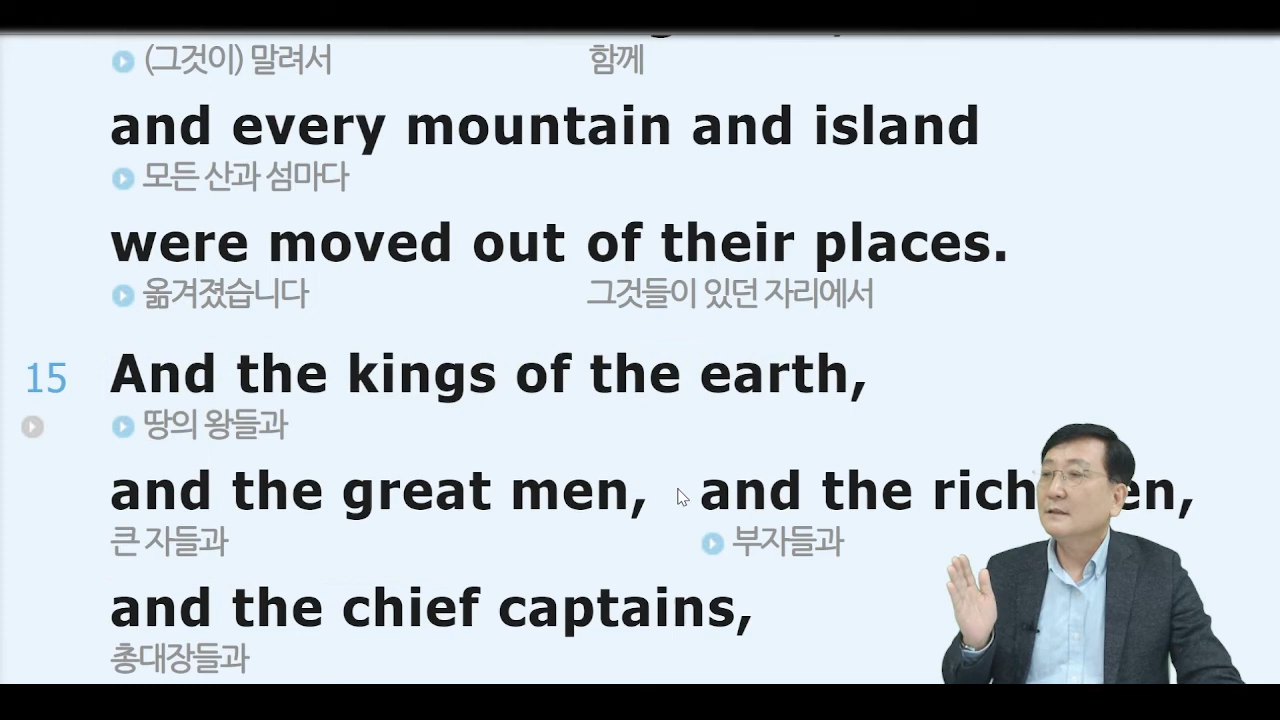 (그것이) 말려서 함께
and every mountain and island
모든 산과 섬마다
were moved out of their places.
옮겨졌습니다 그것들이 있던 자리에서
15 And the kings of the earth,
땅의 왕들과
and the great men, and the rich en,
큰 자들과 부자들과
and the chief captains,
총대장들과